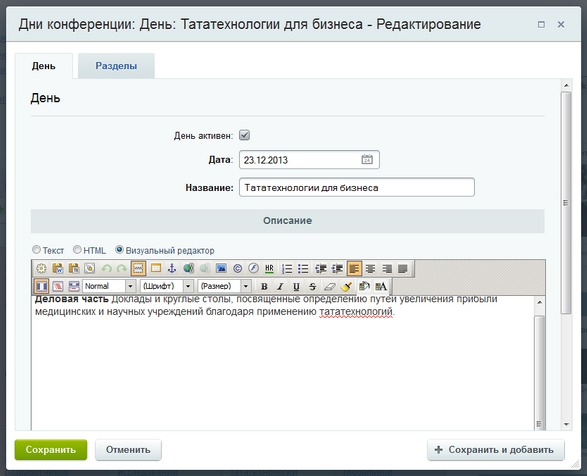 Дни конференции: День: Тататехнологии для бизнеса - Редактирование
День Разделы
День
День активен:
Дата: 23.12.2013
Название: Тататехнологии для бизнеса
Описание
Текст HTML Визуальный редактор
HR
Normal (Шрифт) (Размер) B I U S A
Деловая часть Доклады и круглые столы, посвященные определению путей увеличения прибыли
медицинских и научных учреждений благодаря применению тататехнологий.
Сохранить Отменить + Сохранить и добавить